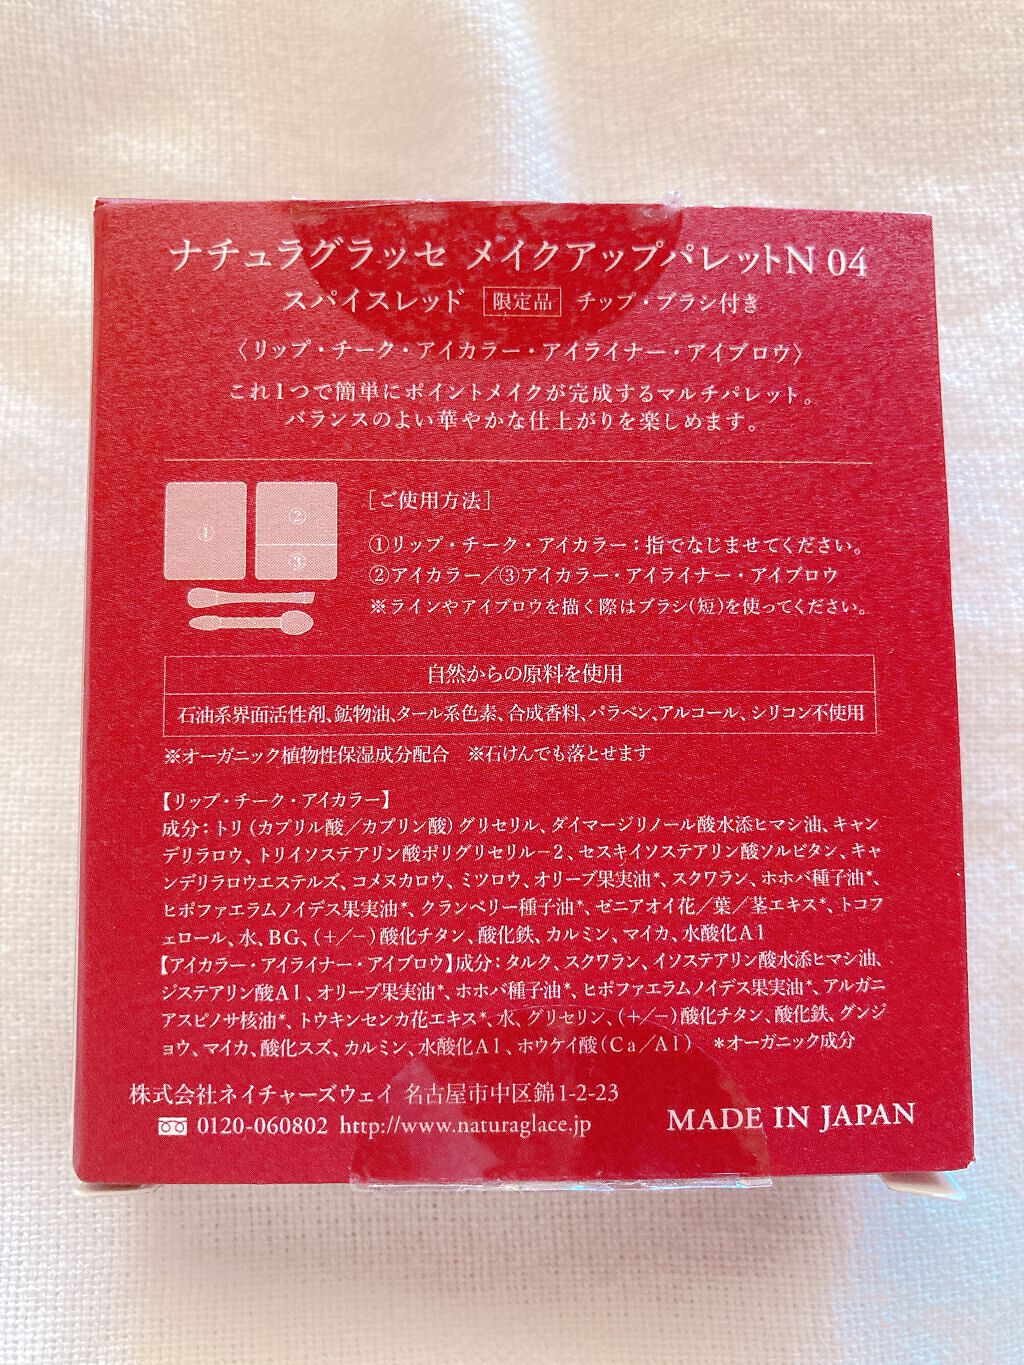 ナチュラグラッセ メイクアップパレットN 04
スパイスレッド 限定品 チップ・ブラシ付き
〈リップ・チーク・アイカラー・アイライナー・アイブロウ〉
これ1つで簡単にポイントメイクが完成するマルチパレット。
バランスのよい華やかな仕上がりを楽しめます。
① ② ③
［ご使用方法］
①リップ・チーク・アイカラー：指でなじませてください。
②アイカラー／③アイカラー・アイライナー・アイブロウ
※ラインやアイブロウを描く際はブラシ(短)を使ってください。
自然からの原料を使用
石油系界面活性剤、鉱物油、タール系色素、合成香料、パラベン、アルコール、シリコン不使用
※オーガニック植物性保湿成分配合 ※石けんでも落とせます
【リップ・チーク・アイカラー】
成分：トリ（カプリル酸／カプリン酸）グリセリル、ダイマージリノール酸水添ヒマシ油、キャン
デリラロウ、トリイソステアリン酸ポリグリセリル-2、セスキイソステアリン酸ソルビタン、キャ
ンデリラロウエステルズ、コメヌカロウ、ミツロウ、オリーブ果実油*、スクワラン、ホホバ種子油*、
ヒポファエラムノイデス果実油*、クランベリー種子油*、ゼニアオイ花／葉／茎エキス*、トコフ
ェロール、水、BG、（+／−）酸化チタン、酸化鉄、カルミン、マイカ、水酸化Al
【アイカラー・アイライナー・アイブロウ】成分：タルク、スクワラン、イソステアリン酸水添ヒマシ油、
ジステアリン酸Al、オリーブ果実油*、ホホバ種子油*、ヒポファエラムノイデス果実油*、アルガニ
アスピノサ核油*、トウキンセンカ花エキス*、水、グリセリン、（+／−）酸化チタン、酸化鉄、グンジ
ョウ、マイカ、酸化スズ、カルミン、水酸化Al、ホウケイ酸（Ca／Al） *オーガニック成分
株式会社ネイチャーズウェイ 名古屋市中区錦1-2-23
0120-060802 http://www.naturaglace.jp
MADE IN JAPAN